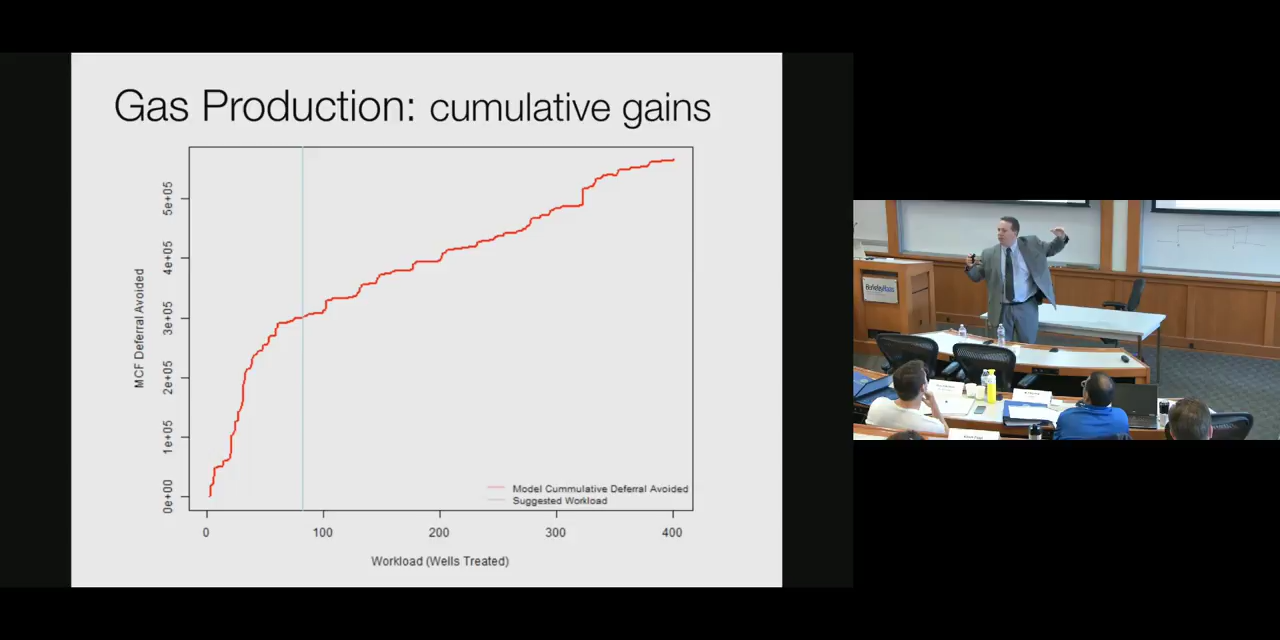 Gas Production: cumulative gains
MCF Deferral Avoided
5e+05
4e+05
3e+05
2e+05
1e+05
0e+00
Model Cummulative Deferral Avoided
Suggested Workload
0 100 200 300 400
Workload (Wells Treated)
BerkeleyHaas